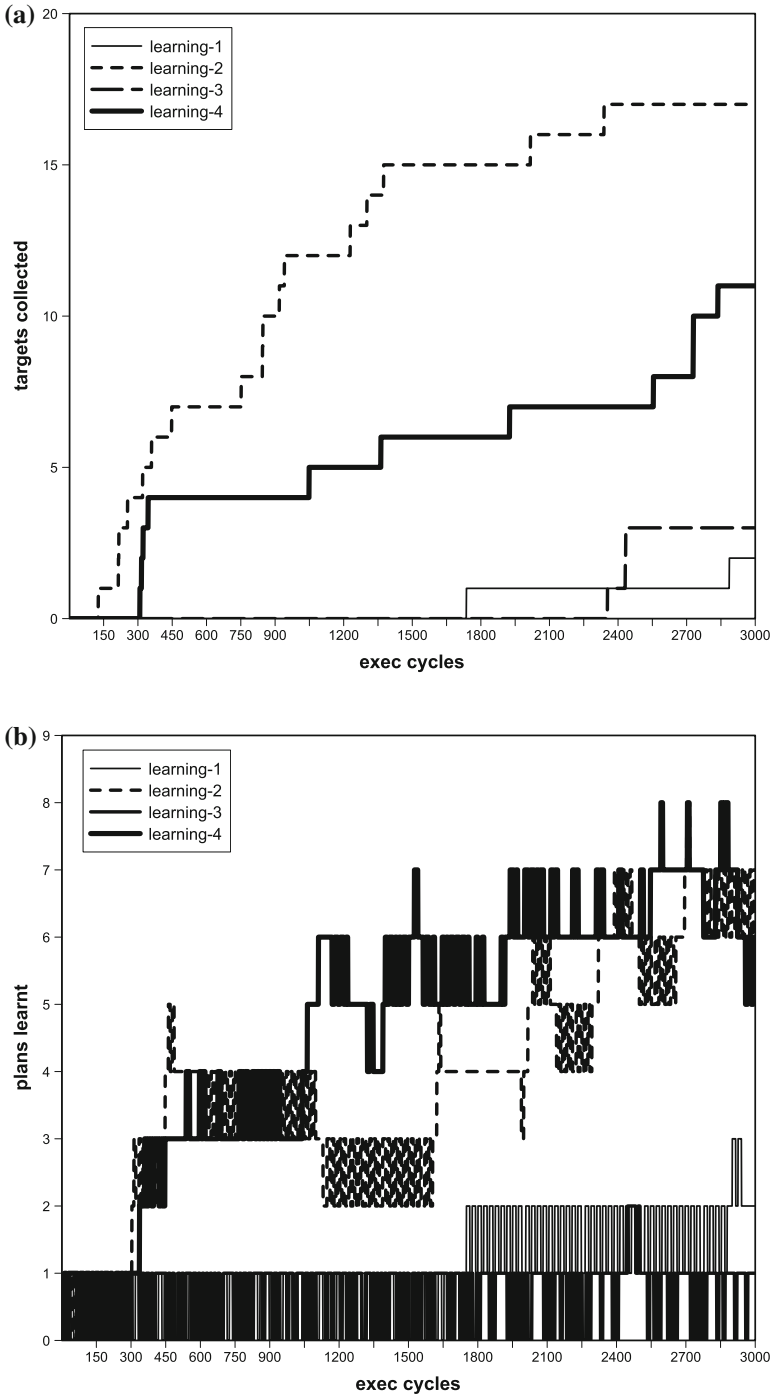 (a)
20
15
10
5
0
targets collected
learning-1
learning-2
learning-3
learning-4
150 300 450 600 750 900 1200 1500 1800 2100 2400 2700 3000
exec cycles
(b)
9
8
7
6
5
4
3
2
1
0
plans learnt
learning-1
learning-2
learning-3
learning-4
150 300 450 600 750 900 1200 1500 1800 2100 2400 2700 3000
exec cycles